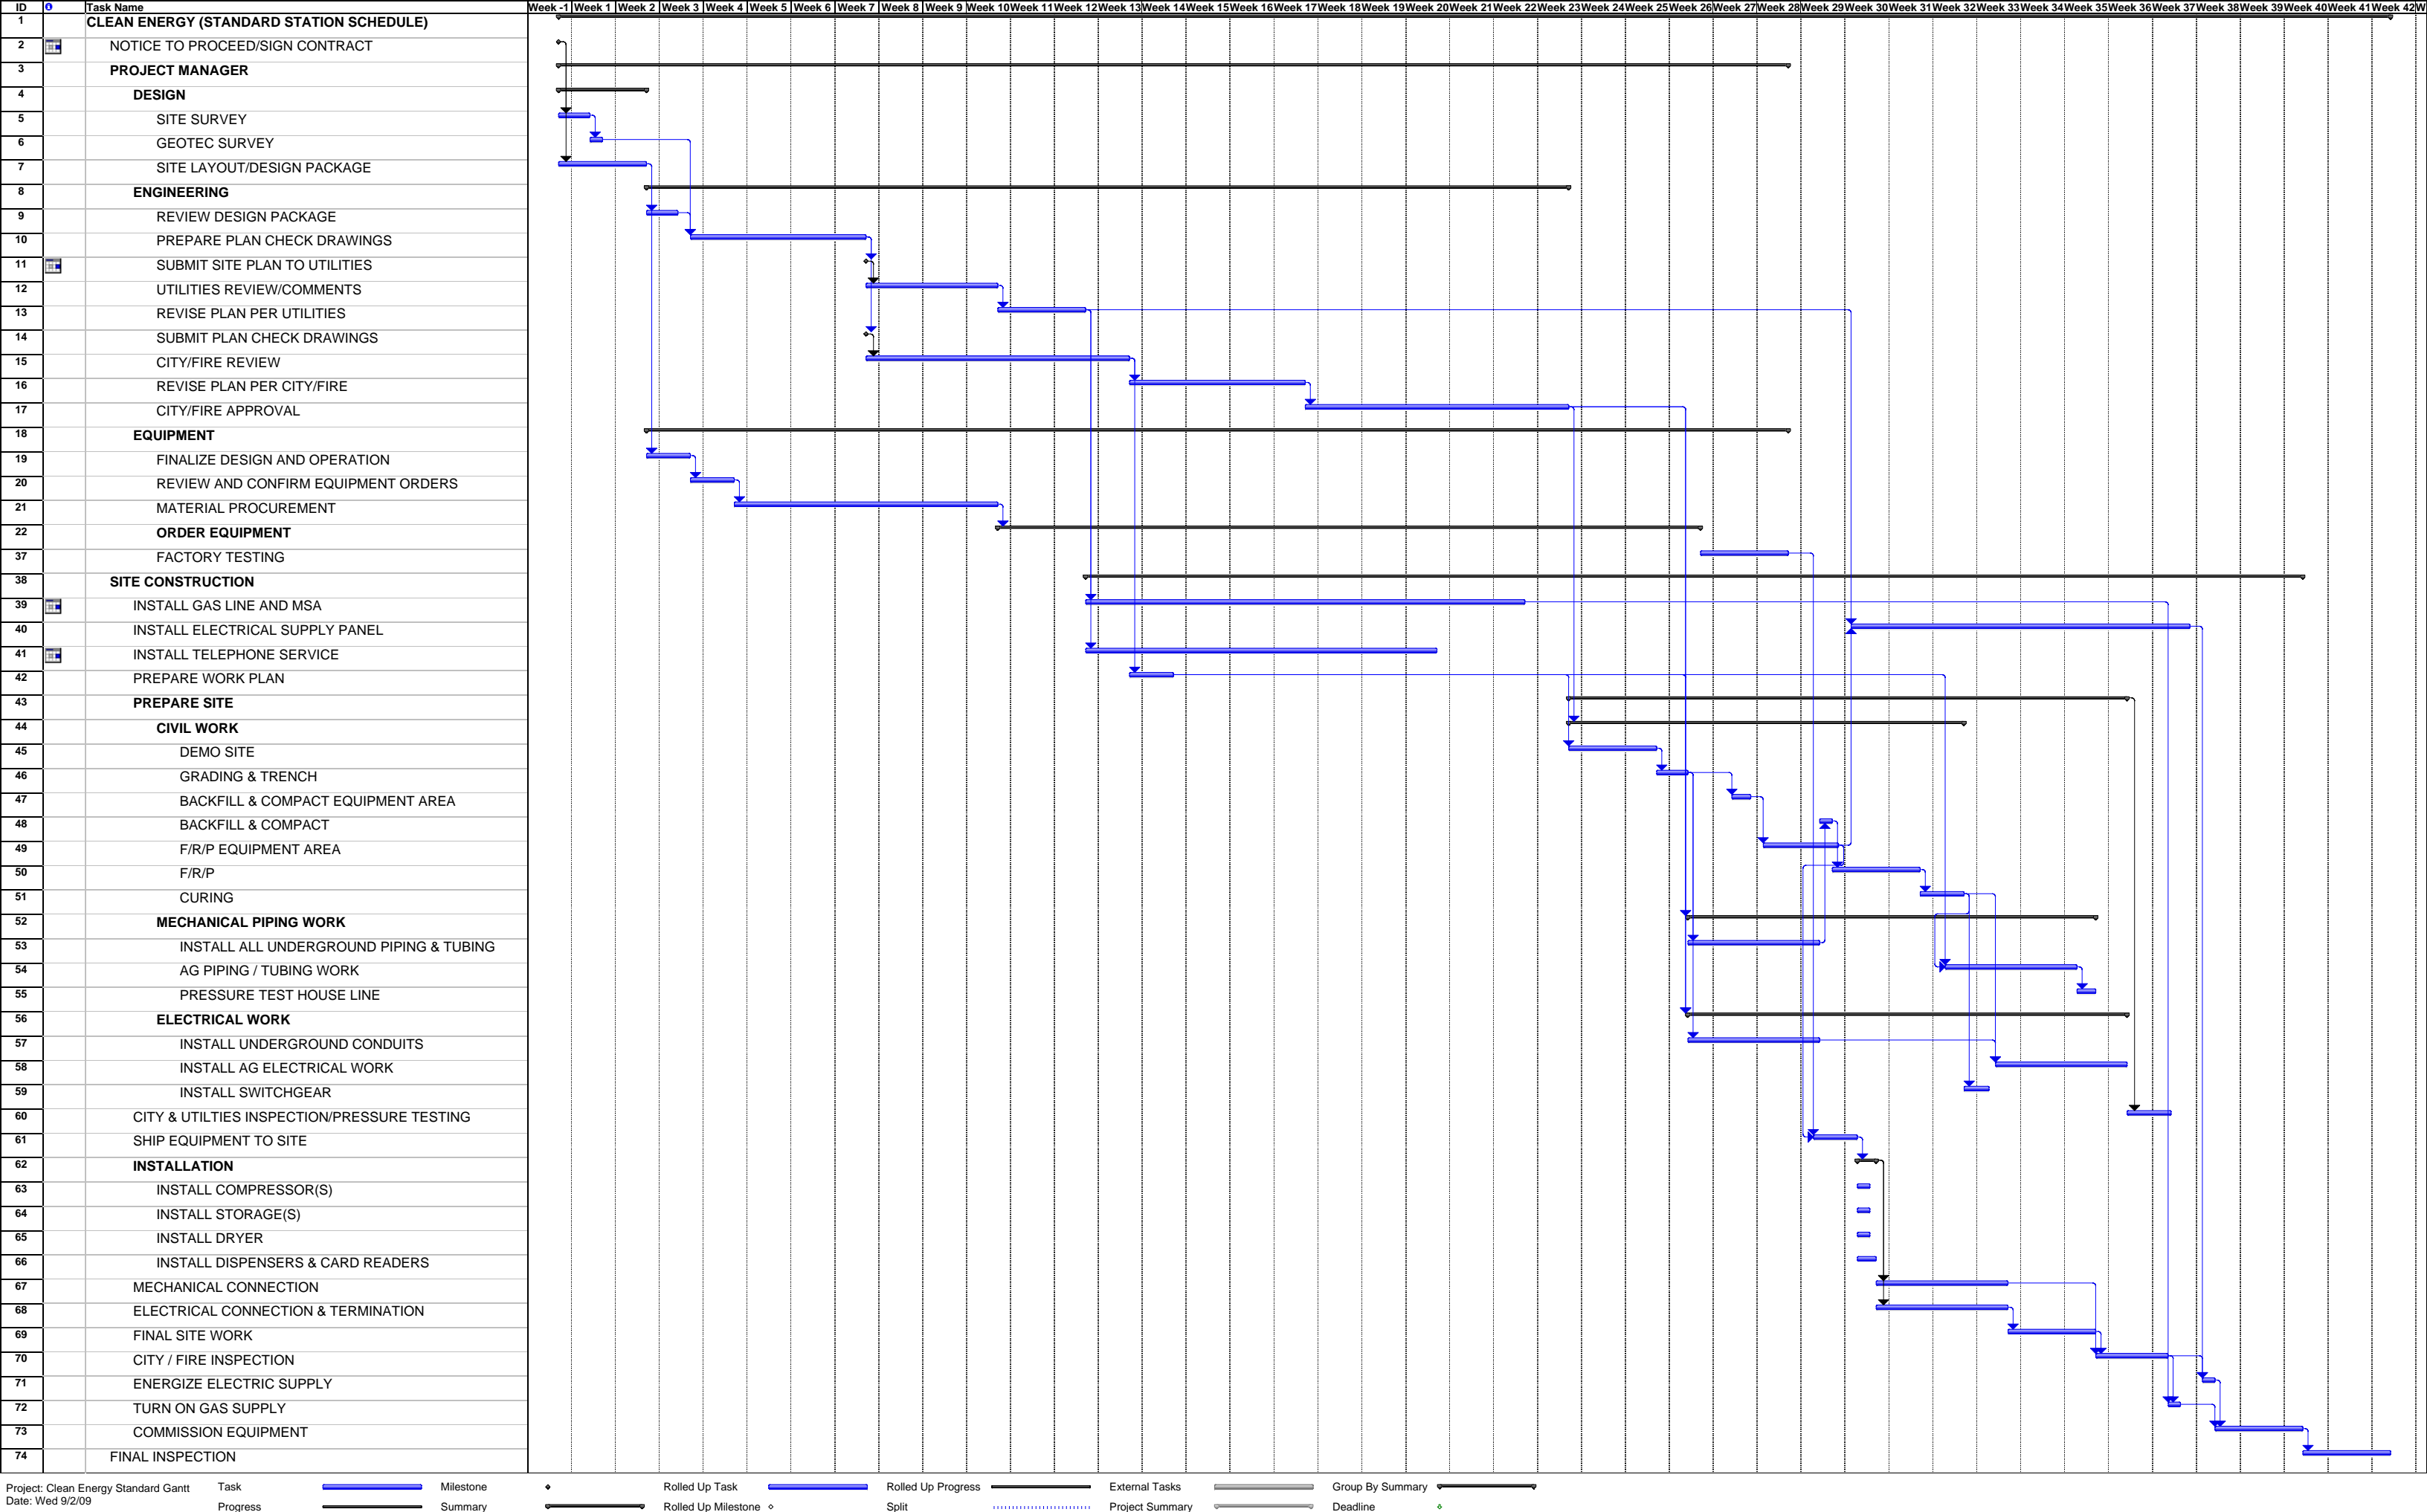 ID Task Name Week -1 Week 1 Week 2 Week 3 Week 4 Week 5 Week 6 Week 7 Week 8 Week 9 Week 10 Week 11 Week 12 Week 13 Week 14 Week 15 Week 16 Week 17 Week 18 Week 19 Week 20 Week 21 Week 22 Week 23 Week 24 Week 25 Week 26 Week 27 Week 28 Week 29 Week 30 Week 31 Week 32 Week 33 Week 34 Week 35 Week 36 Week 37 Week 38 Week 39 Week 40 Week 41 Week 42 W
1 CLEAN ENERGY (STANDARD STATION SCHEDULE)
2 NOTICE TO PROCEED/SIGN CONTRACT
3 PROJECT MANAGER
4 DESIGN
5 SITE SURVEY
6 GEOTEC SURVEY
7 SITE LAYOUT/DESIGN PACKAGE
8 ENGINEERING
9 REVIEW DESIGN PACKAGE
10 PREPARE PLAN CHECK DRAWINGS
11 SUBMIT SITE PLAN TO UTILITIES
12 UTILITIES REVIEW/COMMENTS
13 REVISE PLAN PER UTILITIES
14 SUBMIT PLAN CHECK DRAWINGS
15 CITY/FIRE REVIEW
16 REVISE PLAN PER CITY/FIRE
17 CITY/FIRE APPROVAL
18 EQUIPMENT
19 FINALIZE DESIGN AND OPERATION
20 REVIEW AND CONFIRM EQUIPMENT ORDERS
21 MATERIAL PROCUREMENT
22 ORDER EQUIPMENT
37 FACTORY TESTING
38 SITE CONSTRUCTION
39 INSTALL GAS LINE AND MSA
40 INSTALL ELECTRICAL SUPPLY PANEL
41 INSTALL TELEPHONE SERVICE
42 PREPARE WORK PLAN
43 PREPARE SITE
44 CIVIL WORK
45 DEMO SITE
46 GRADING & TRENCH
47 BACKFILL & COMPACT EQUIPMENT AREA
48 BACKFILL & COMPACT
49 F/R/P EQUIPMENT AREA
50 F/R/P
51 CURING
52 MECHANICAL PIPING WORK
53 INSTALL ALL UNDERGROUND PIPING & TUBING
54 AG PIPING / TUBING WORK
55 PRESSURE TEST HOUSE LINE
56 ELECTRICAL WORK
57 INSTALL UNDERGROUND CONDUITS
58 INSTALL AG ELECTRICAL WORK
59 INSTALL SWITCHGEAR
60 CITY & UTILTIES INSPECTION/PRESSURE TESTING
61 SHIP EQUIPMENT TO SITE
62 INSTALLATION
63 INSTALL COMPRESSOR(S)
64 INSTALL STORAGE(S)
65 INSTALL DRYER
66 INSTALL DISPENSERS & CARD READERS
67 MECHANICAL CONNECTION
68 ELECTRICAL CONNECTION & TERMINATION
69 FINAL SITE WORK
70 CITY / FIRE INSPECTION
71 ENERGIZE ELECTRIC SUPPLY
72 TURN ON GAS SUPPLY
73 COMMISSION EQUIPMENT
74 FINAL INSPECTION
Project: Clean Energy Standard Gantt
Date: Wed 9/2/09
Task Milestone Rolled Up Task Rolled Up Progress External Tasks Group By Summary
Progress Summary Rolled Up Milestone Split Project Summary Deadline